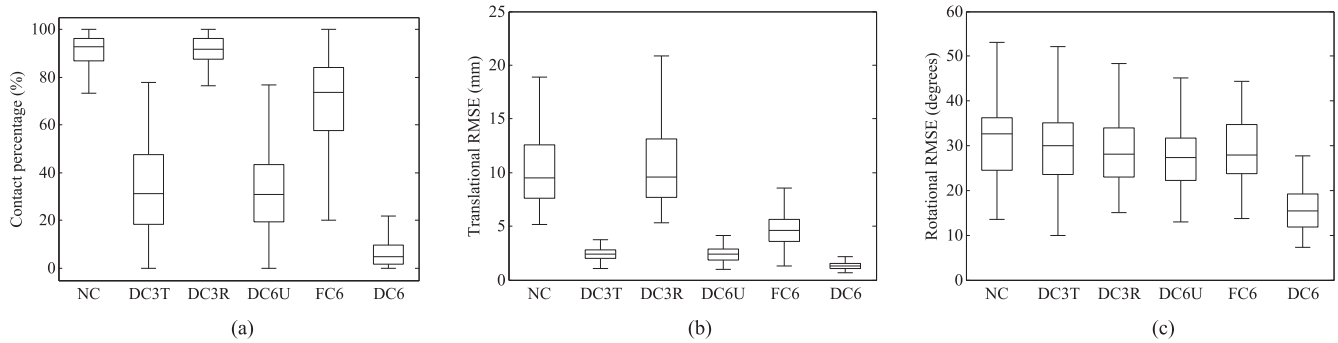 Contact percentage (%)
100
80
60
40
20
0
NC DC3T DC3R DC6U FC6 DC6
(a)
Translational RMSE (mm)
25
20
15
10
5
0
NC DC3T DC3R DC6U FC6 DC6
(b)
Rotational RMSE (degrees)
60
50
40
30
20
10
0
NC DC3T DC3R DC6U FC6 DC6
(c)